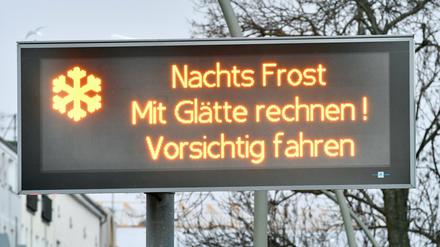 Nachts Frost
Mit Glätte rechnen !
Vorsichtig fahren